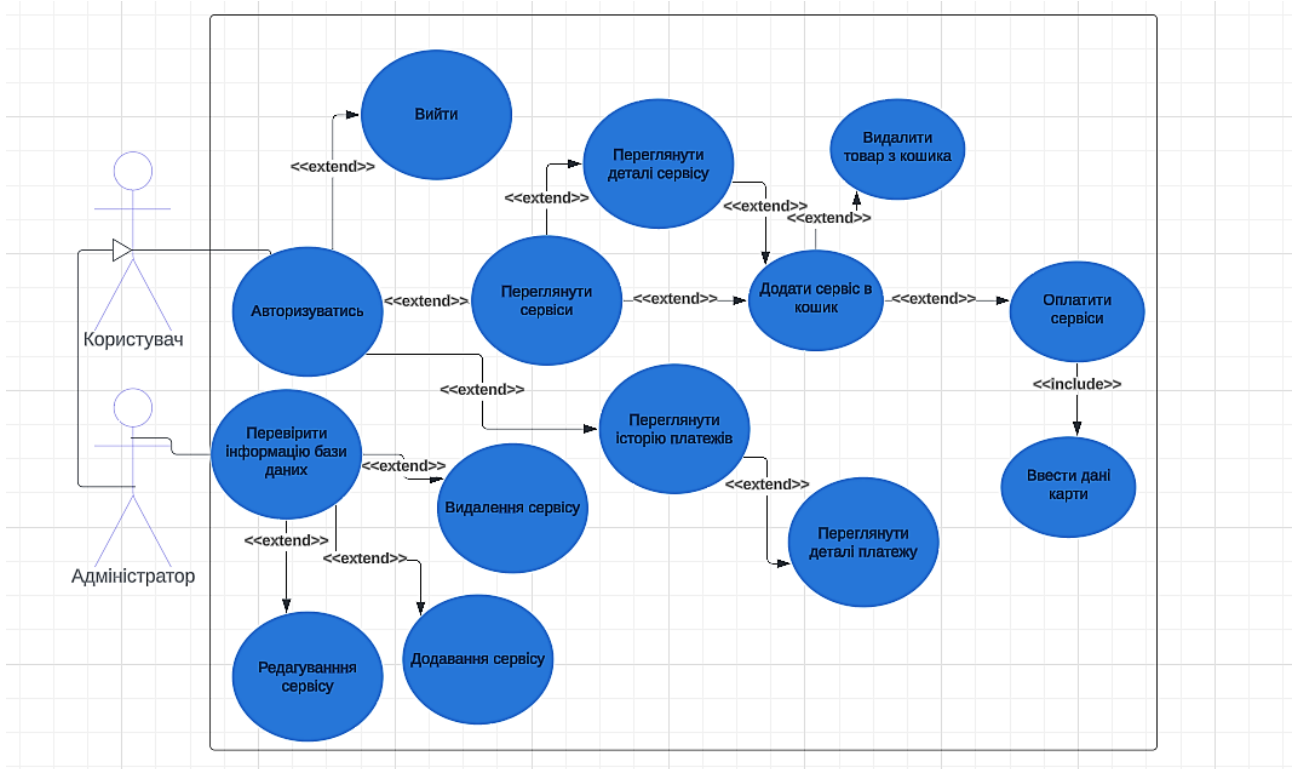 Вийти
<<extend>>
Переглянути
деталі сервісу
<<extend>>
Видалити
товар з кошика
<<extend>>
<<extend>>
Авторизуватись
<<extend>>
Переглянути
сервіси
<<extend>>
Додати сервіс в
кошик
<<extend>>
Оплатити
сервіси
Користувач
<<extend>>
<<include>>
Переглянути
історію платежів
Перевірити
інформацію бази
даних
<<extend>>
Видалення сервісу
<<extend>>
Ввести дані
карти
Переглянути
деталі платежу
<<extend>>
<<extend>>
Адміністратор
Редагуванння
сервісу
Додавання сервісу